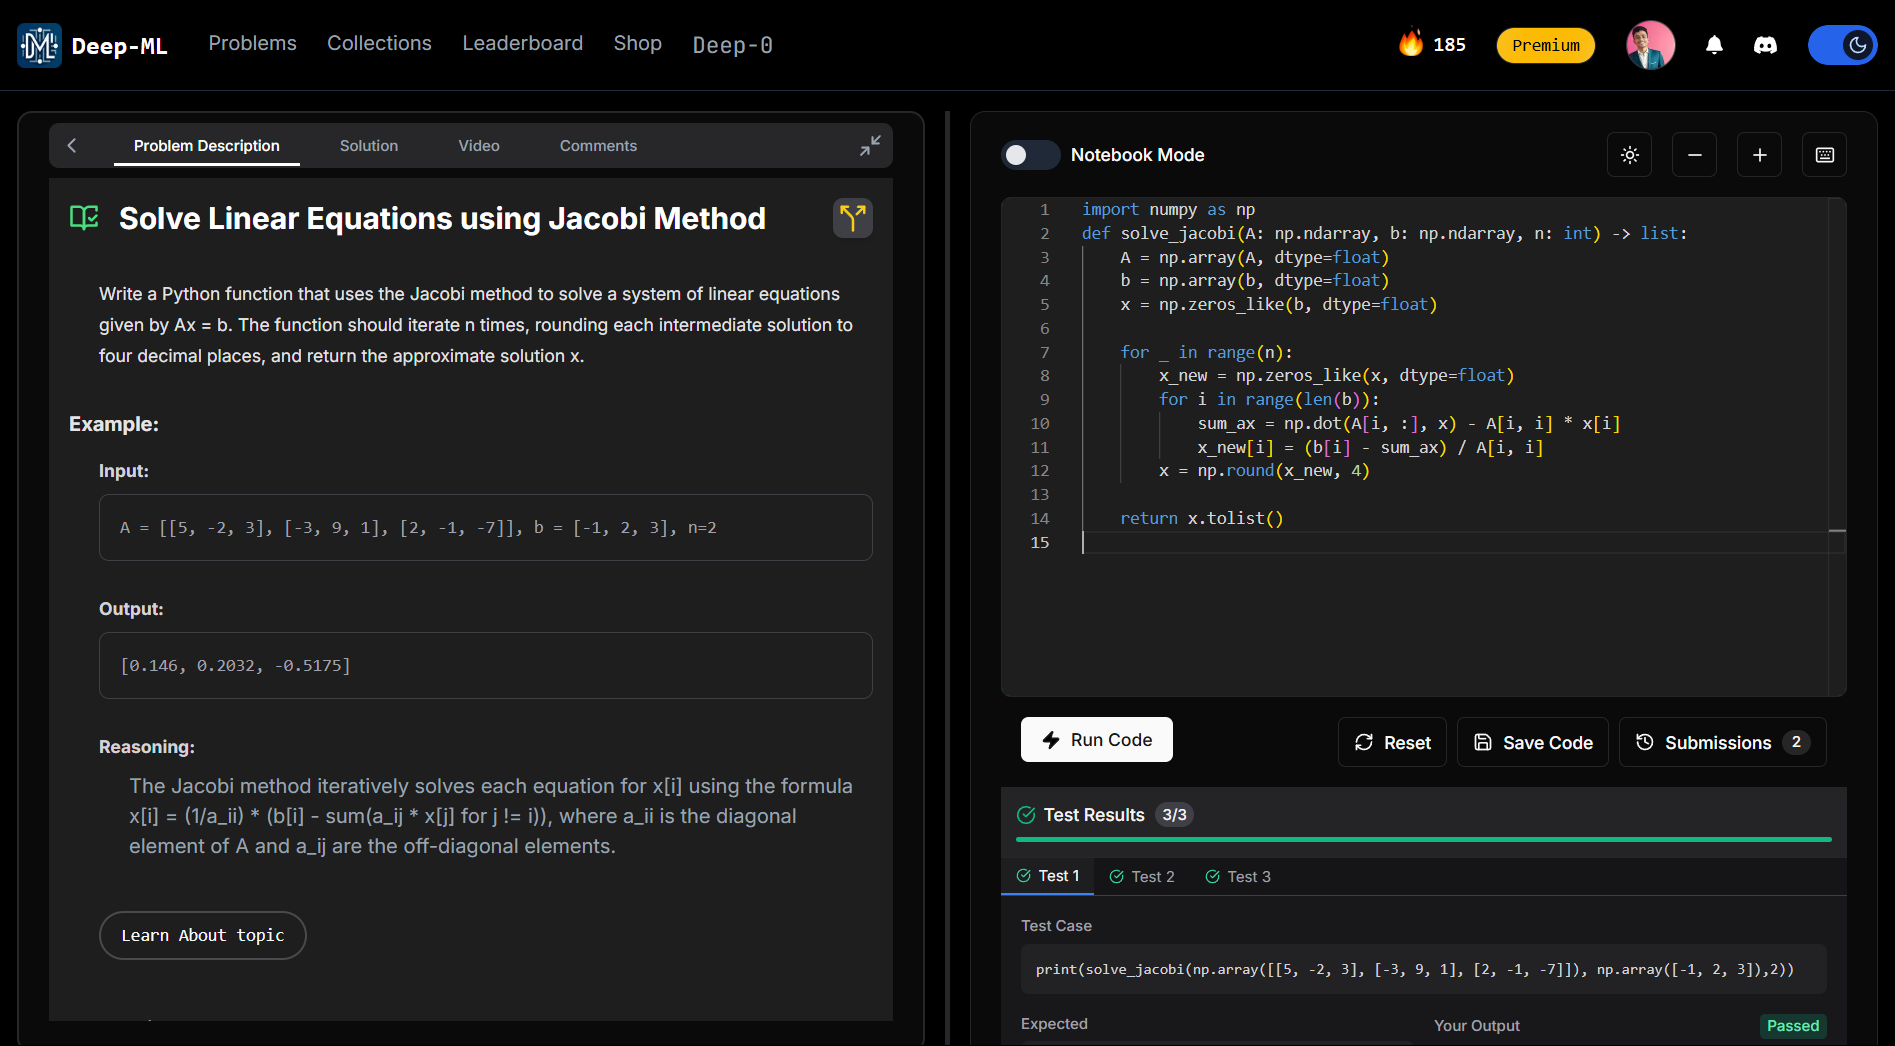 Deep-ML
Problems
Collections
Leaderboard
Shop
Deep-0
185
Premium
Problem Description
Solution
Video
Comments
Solve Linear Equations using Jacobi Method
Write a Python function that uses the Jacobi method to solve a system of linear equations
given by Ax = b. The function should iterate n times, rounding each intermediate solution to
four decimal places, and return the approximate solution x.
Example:
Input:
A = [[5, -2, 3], [-3, 9, 1], [2, -1, -7]], b = [-1, 2, 3], n=2
Output:
[0.146, 0.2032, -0.5175]
Reasoning:
The Jacobi method iteratively solves each equation for x[i] using the formula
x[i] = (1/a_ii) * (b[i] - sum(a_ij * x[j] for j != i)), where a_ii is the diagonal
element of A and a_ij are the off-diagonal elements.
Learn About topic
Notebook Mode
1 import numpy as np
2 def solve_jacobi(A: np.ndarray, b: np.ndarray, n: int) -> list:
3     A = np.array(A, dtype=float)
4     b = np.array(b, dtype=float)
5     x = np.zeros_like(b, dtype=float)
6
7     for _ in range(n):
8         x_new = np.zeros_like(x, dtype=float)
9         for i in range(len(b)):
10             sum_ax = np.dot(A[i, :], x) - A[i, i] * x[i]
11             x_new[i] = (b[i] - sum_ax) / A[i, i]
12         x = np.round(x_new, 4)
13
14     return x.tolist()
15
Run Code
Reset
Save Code
Submissions 2
Test Results 3/3
Test 1
Test 2
Test 3
Test Case
print(solve_jacobi(np.array([[5, -2, 3], [-3, 9, 1], [2, -1, -7]]), np.array([-1, 2, 3]),2))
Expected
Your Output
Passed